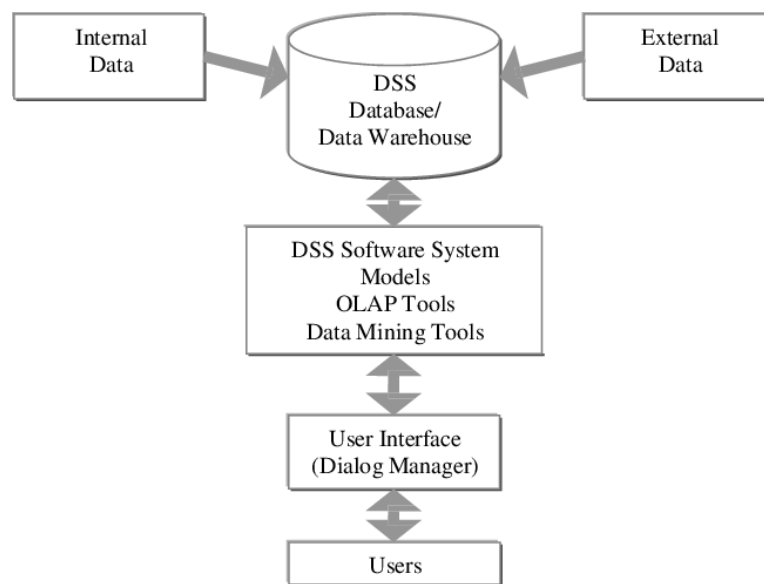 Internal
Data
DSS
Database/
Data Warehouse
External
Data
DSS Software System
Models
OLAP Tools
Data Mining Tools
User Interface
(Dialog Manager)
Users